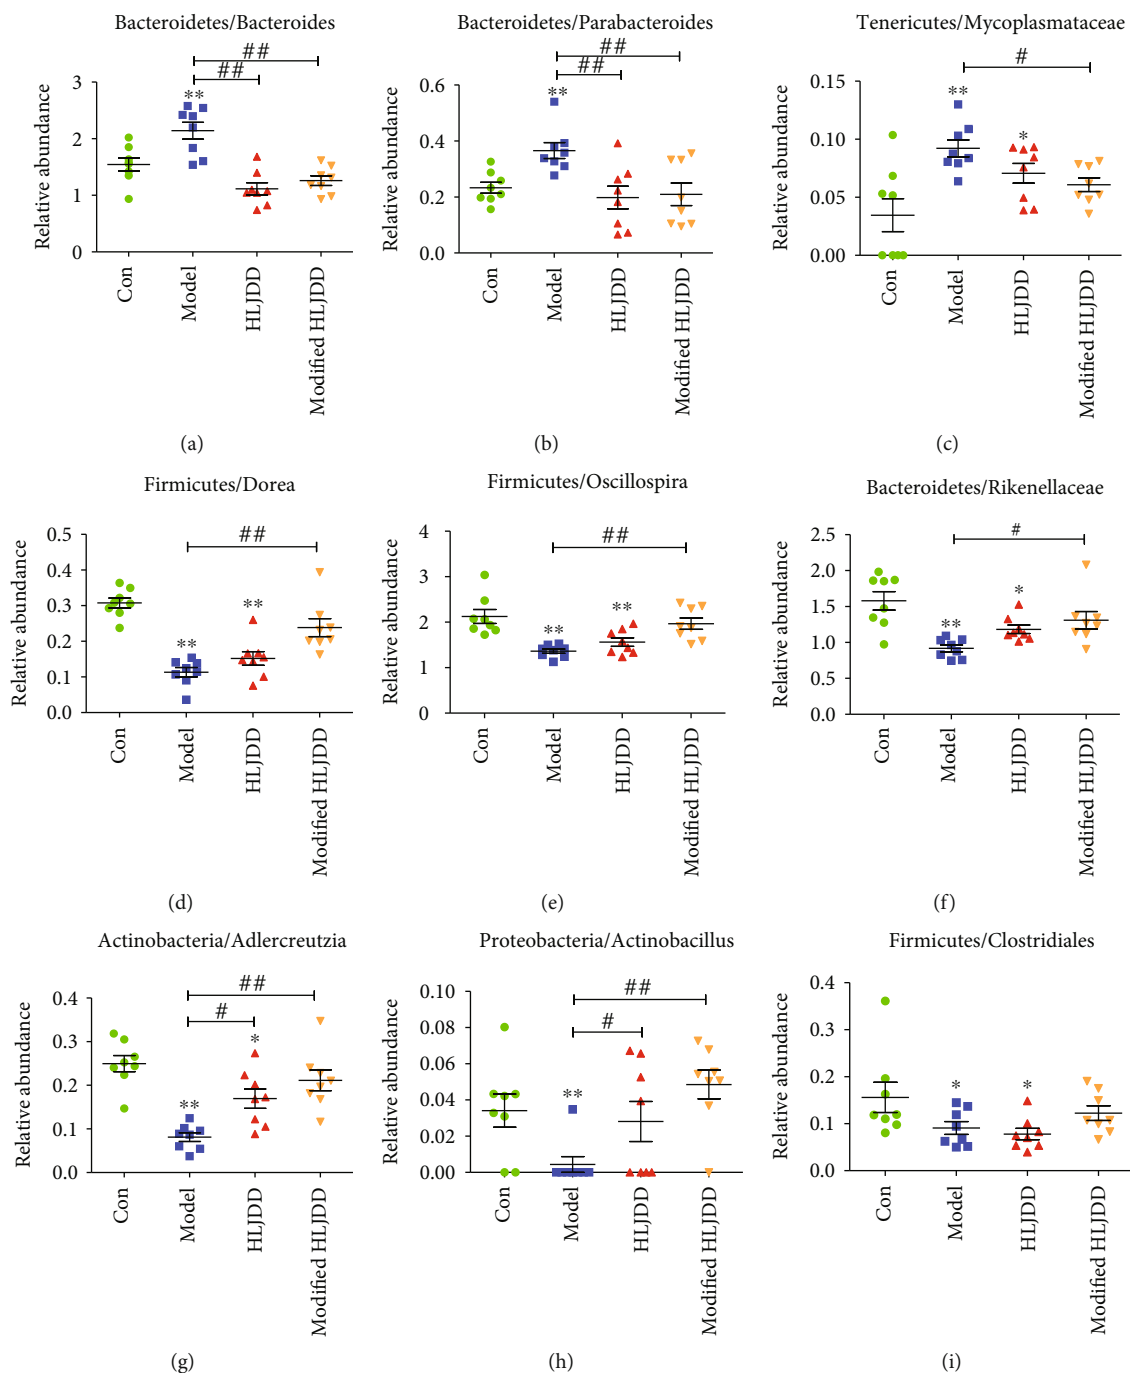 Bacteroidetes/Bacteroides
##
##
**
Relative abundance
3
2
1
0
Con
Model
HLJDD
Modified HLJDD
(a)
Bacteroidetes/Parabacteroides
##
##
**
Relative abundance
0.6
0.4
0.2
0.0
Con
Model
HLJDD
Modified HLJDD
(b)
Tenericutes/Mycoplasmataceae
#
**
*
Relative abundance
0.15
0.10
0.05
0.00
Con
Model
HLJDD
Modified HLJDD
(c)
Firmicutes/Dorea
##
**
**
Relative abundance
0.5
0.4
0.3
0.2
0.1
0.0
Con
Model
HLJDD
Modified HLJDD
(d)
Firmicutes/Oscillospira
##
**
**
Relative abundance
4
3
2
1
0
Con
Model
HLJDD
Modified HLJDD
(e)
Bacteroidetes/Rikenellaceae
#
**
*
Relative abundance
2.5
2.0
1.5
1.0
0.5
0.0
Con
Model
HLJDD
Modified HLJDD
(f)
Actinobacteria/Adlercreutzia
##
#
*
**
Relative abundance
0.4
0.3
0.2
0.1
0.0
Con
Model
HLJDD
Modified HLJDD
(g)
Proteobacteria/Actinobacillus
##
#
**
Relative abundance
0.10
0.08
0.06
0.04
0.02
0.00
Con
Model
HLJDD
Modified HLJDD
(h)
Firmicutes/Clostridiales
*
*
Relative abundance
0.4
0.3
0.2
0.1
0.0
Con
Model
HLJDD
Modified HLJDD
(i)